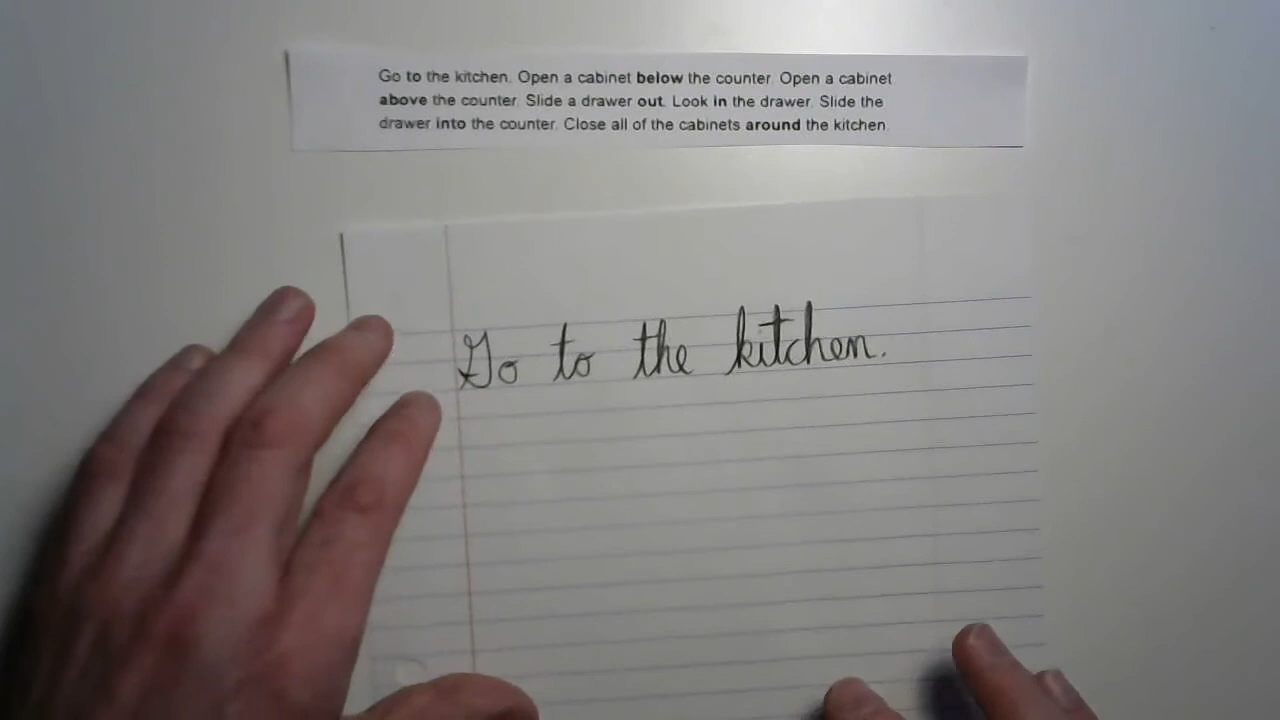 Go to the kitchen. Open a cabinet below the counter. Open a cabinet
above the counter. Slide a drawer out. Look in the drawer. Slide the
drawer into the counter. Close all of the cabinets around the kitchen.
Go to the kitchen.